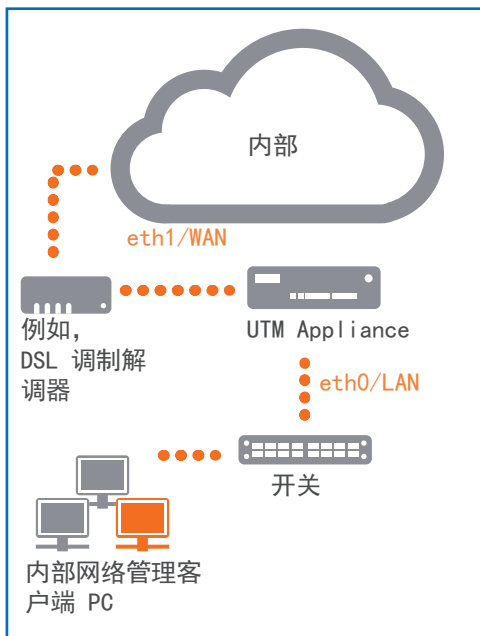 内部
eth1/WAN
例如，
DSL 调制解
调器
UTM Appliance
eth0/LAN
开关
内部网络管理客
户端 PC